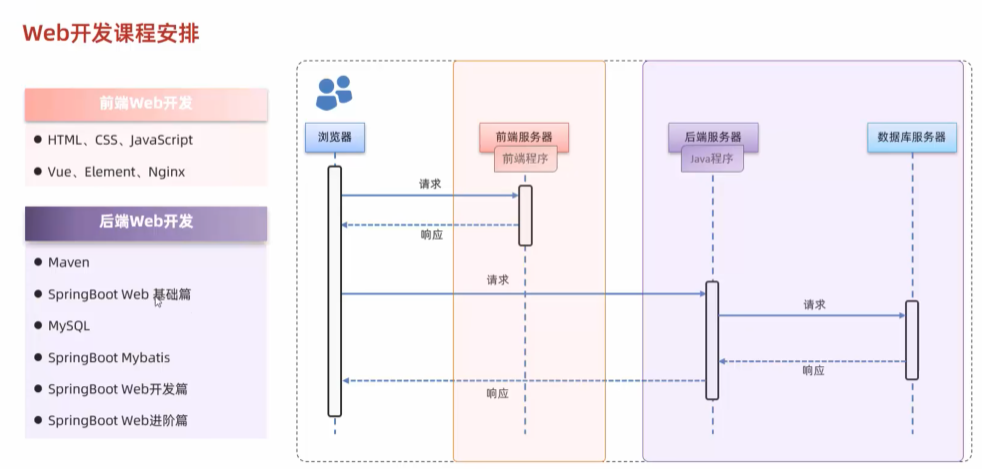 Web开发课程安排
前端Web开发
HTML、CSS、JavaScript
Vue、Element、Nginx
后端Web开发
Maven
SpringBoot Web 基础篇
MySQL
SpringBoot Mybatis
SpringBoot Web开发篇
SpringBoot Web进阶篇
浏览器
前端服务器
前端程序
后端服务器
Java程序
数据库服务器
请求
响应
请求
请求
响应
响应